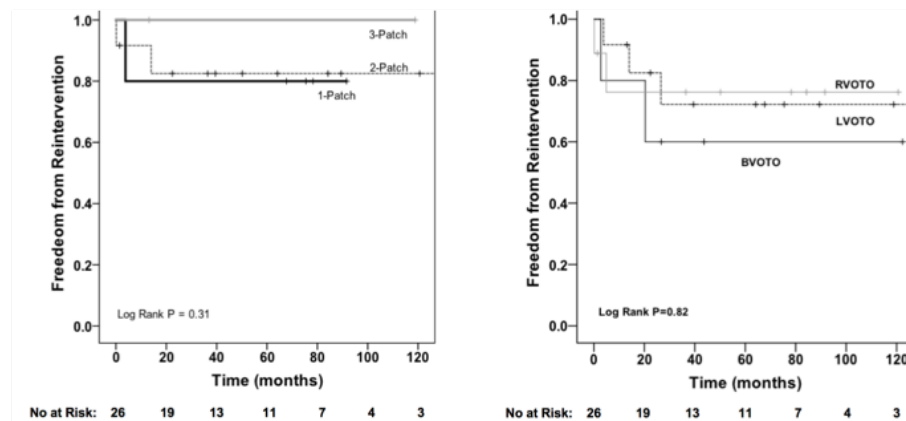 1.0
0.8
0.6
0.4
0.2
0.0
Freedeom from Reintervention
3-Patch
2-Patch
1-Patch
Log Rank P = 0.31
0 20 40 60 80 100 120
Time (months)
No at Risk: 26 19 13 11 7 4 3
1.0
0.8
0.6
0.4
0.2
0.0
Freedom from Reintervention
RVOTO
LVOTO
BVOTO
Log Rank P=0.82
0 20 40 60 80 100 120
Time (months)
No at Risk: 26 19 13 11 7 4 3